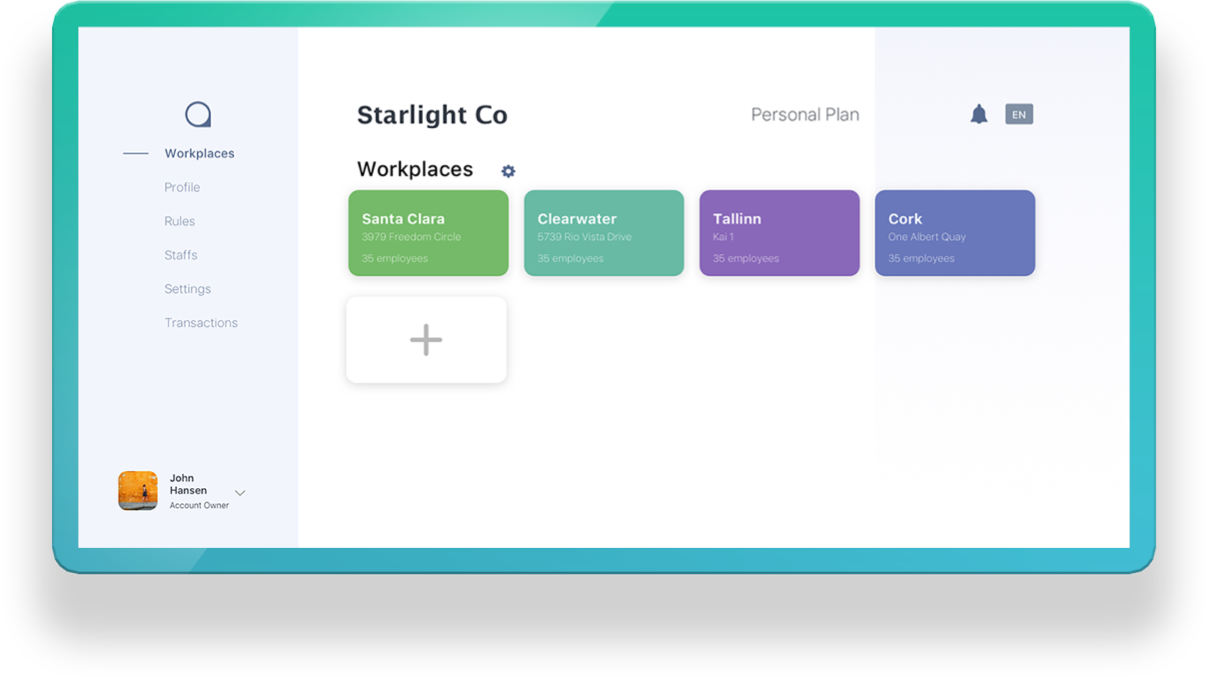 Workplaces
Profile
Rules
Staffs
Settings
Transactions
John
Hansen
Account Owner
Starlight Co
Personal Plan
EN
Workplaces
Santa Clara
3979 Freedom Circle
35 employees
Clearwater
5739 Rio Vista Drive
35 employees
Tallinn
Kai 1
35 employees
Cork
One Albert Quay
35 employees